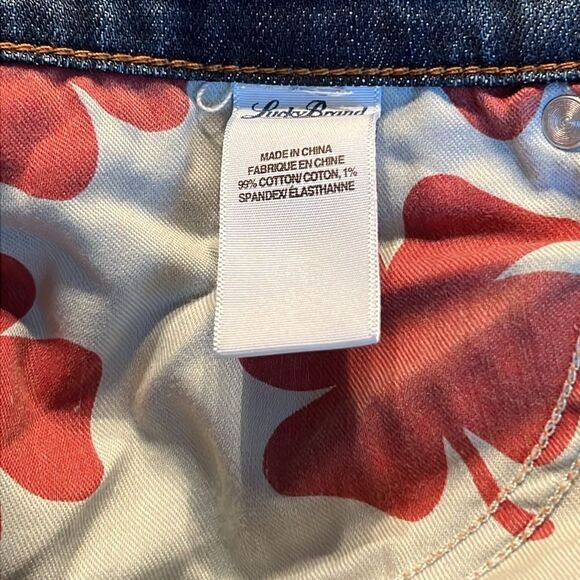 Lucky Brand
MADE IN CHINA
FABRIQUE EN CHINE
99% COTTON/COTON, 1%
SPANDEX/ÉLASTHANNE